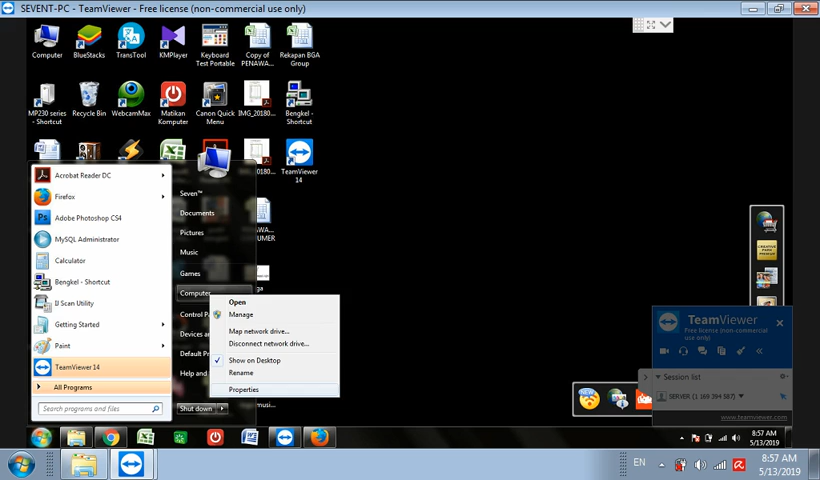 SEVENT-PC - TeamViewer - Free license (non-commercial use only)
Computer
BlueStacks
TransTool
KMPlayer
Keyboard
Test Portable
Copy of
PENAWA...
Rekapan BGA
Group
MP230 series
- Shortcut
Recycle Bin
WebcamMax
Matikan
Komputer
Canon Quick
Menu
IMG_20180...
Bengkel -
Shortcut
TeamViewer
14
Acrobat Reader DC
Firefox
Adobe Photoshop CS4
MySQL Administrator
Calculator
Bengkel - Shortcut
IJ Scan Utility
Getting Started
Paint
TeamViewer 14
All Programs
Search programs and files
Seven™
Documents
Pictures
Music
Games
Computer
Control Pa
Devices a
Default P
Help and
Shut down
Open
Manage
Map network drive...
Disconnect network drive...
Show on Desktop
Rename
Properties
TeamViewer
Free license (non-commercial
use only)
Session list
www.teamviewer.com
8:57 AM
5/13/2019
EN
8:57 AM
5/13/2019